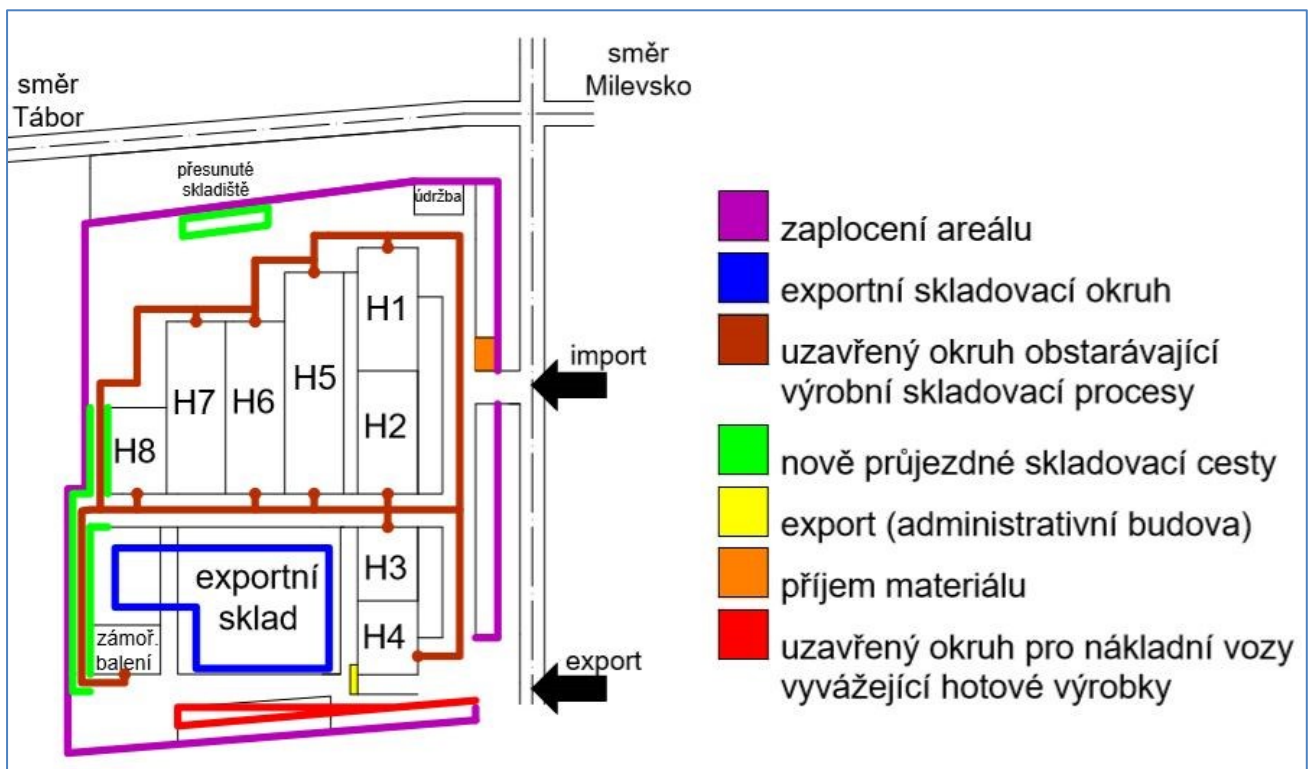 směr
Tábor
směr
Milevsko
přesunuté
skladiště
údržba
H1
H5
H7
H6
H2
H8
import
H3
exportní
sklad
H4
zámoř.
balení
export
zaplocení areálu
exportní skladovací okruh
uzavřený okruh obstarávající
výrobní skladovací procesy
nově průjezdné skladovací cesty
export (administrativní budova)
příjem materiálu
uzavřený okruh pro nákladní vozy
vyvážející hotové výrobky